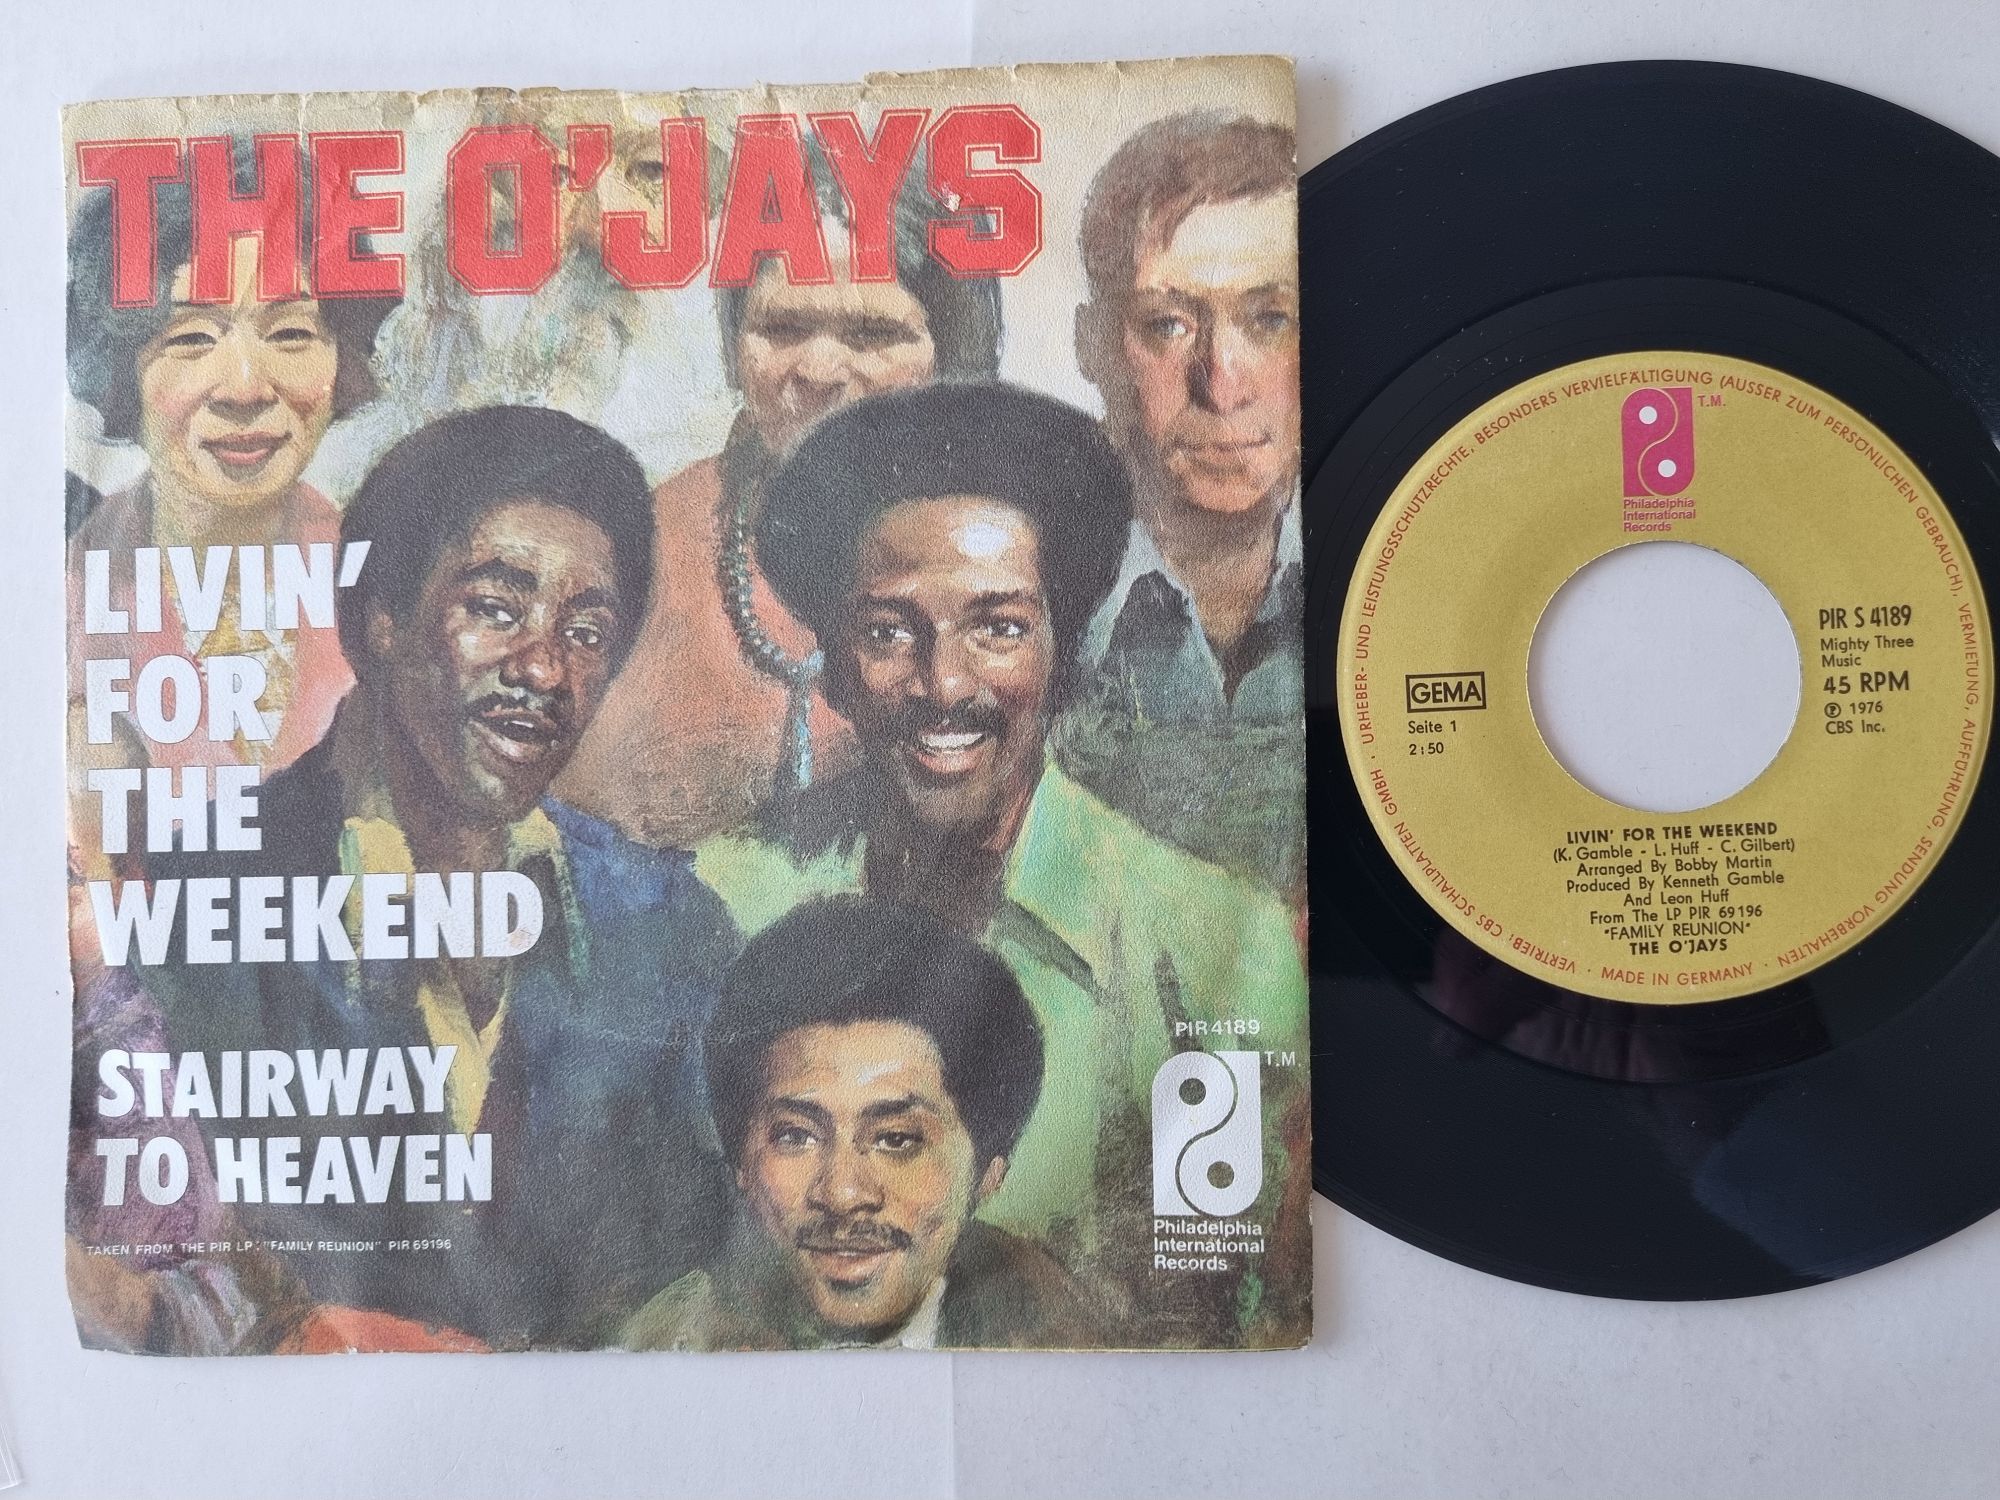 THE O'JAYS
LIVIN'
FOR
THE
WEEKEND
STAIRWAY
TO HEAVEN
TAKEN FROM THE PIR LP: "FAMILY REUNION" PIR 69196
PIR 4189
T.M.
Philadelphia
International
Records
URHEBER- UND LEISTUNGSSCHUTZRECHTE, BESONDERS VERVIELFÄLTIGUNG (AUSSER ZUM PERSÖNLICHEN GEBRAUCH), VERMIETUNG, AUFFÜHRUNG, SENDUNG VORBEHALTEN · MADE IN GERMANY · VERTRIEB: CBS SCHALLPLATTEN GMBH ·
T.M.
Philadelphia
International
Records
PIR S 4189
Mighty Three
Music
45 RPM
℗ 1976
CBS Inc.
GEMA
Seite 1
2:50
LIVIN' FOR THE WEEKEND
(K. Gamble - L. Huff - C. Gilbert)
Arranged By Bobby Martin
Produced By Kenneth Gamble
And Leon Huff
From The LP PIR 69196
"FAMILY REUNION"
THE O'JAYS